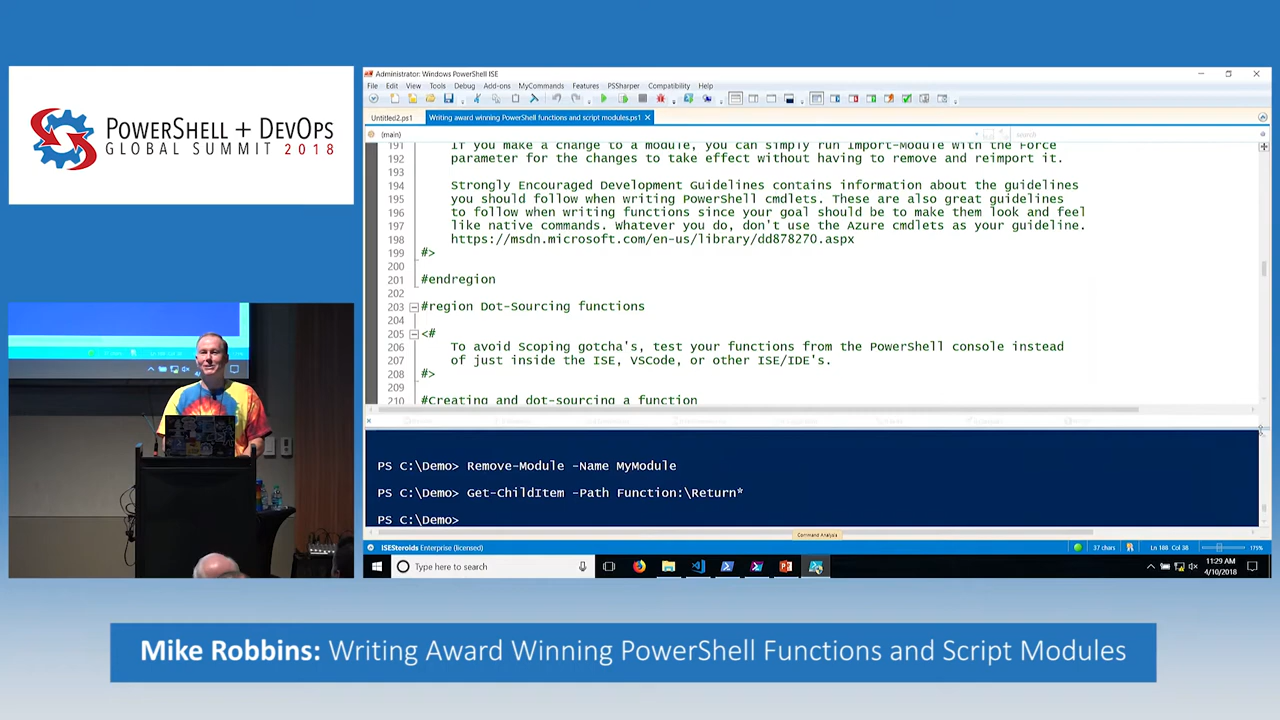 PowerShell + DevOps
GLOBAL SUMMIT 2018
Administrator: Windows PowerShell ISE
File Edit View Tools Debug Add-ons MyCommands Features PSSharper Compatibility Help
Untitled2.ps1
Writing award winning PowerShell functions and script modules.ps1
(main)
search
191 If you make a change to a module, you can simply run Import-Module with the Force
192 parameter for the changes to take effect without having to remove and reimport it.
193
194 Strongly Encouraged Development Guidelines contains information about the guidelines
195 you should follow when writing PowerShell cmdlets. These are also great guidelines
196 to follow when writing functions since your goal should be to make them look and feel
197 like native commands. Whatever you do, don't use the Azure cmdlets as your guideline.
198 https://msdn.microsoft.com/en-us/library/dd878270.aspx
199 #>
200
201 #endregion
202
203 #region Dot-Sourcing functions
204
205 <#
206 To avoid Scoping gotcha's, test your functions from the PowerShell console instead
207 of just inside the ISE, VSCode, or other ISE/IDE's.
208 #>
209
210 #Creating and dot-sourcing a function
PS C:\Demo> Remove-Module -Name MyModule
PS C:\Demo> Get-ChildItem -Path Function:\Return*
PS C:\Demo>
Command Analysis
ISESteroids Enterprise (licensed)
37 chars
Ln 188 Col 38
175%
Type here to search
11:29 AM
4/10/2018
Mike Robbins: Writing Award Winning PowerShell Functions and Script Modules